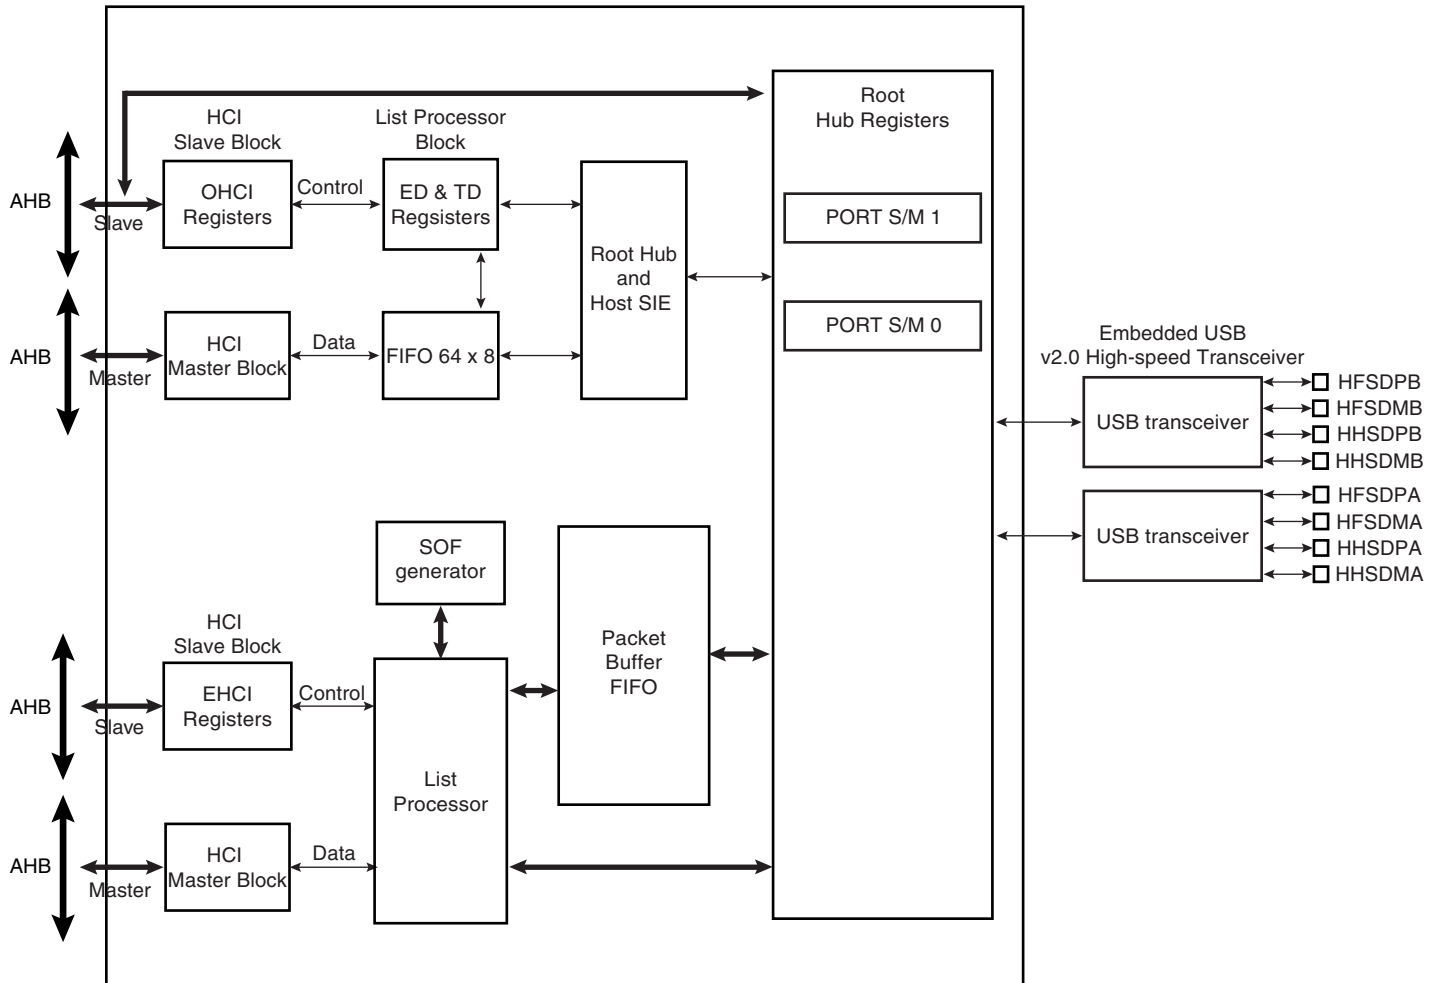 Root
Hub Registers
HCI
Slave Block
List Processor
Block
AHB
Slave
OHCI
Registers
Control
ED & TD
Regsisters
PORT S/M 1
Root Hub
and
Host SIE
AHB
Master
HCI
Master Block
Data
FIFO 64 x 8
PORT S/M 0
Embedded USB
v2.0 High-speed Transceiver
USB transceiver
HFSDPB
HFSDMB
HHSDPB
HHSDMB
USB transceiver
HFSDPA
HFSDMA
HHSDPA
HHSDMA
SOF
generator
HCI
Slave Block
Packet
Buffer
FIFO
AHB
Slave
EHCI
Registers
Control
List
Processor
AHB
Master
HCI
Master Block
Data